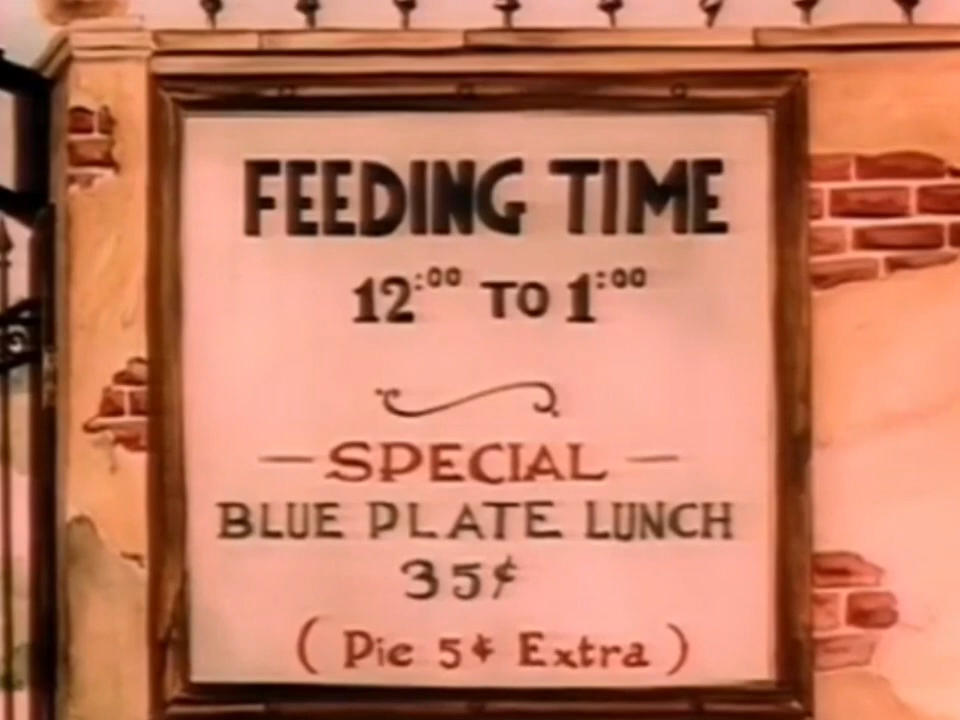 FEEDING TIME
12:00 TO 1:00
— SPECIAL —
BLUE PLATE LUNCH
35¢
( Pie 5¢ Extra )